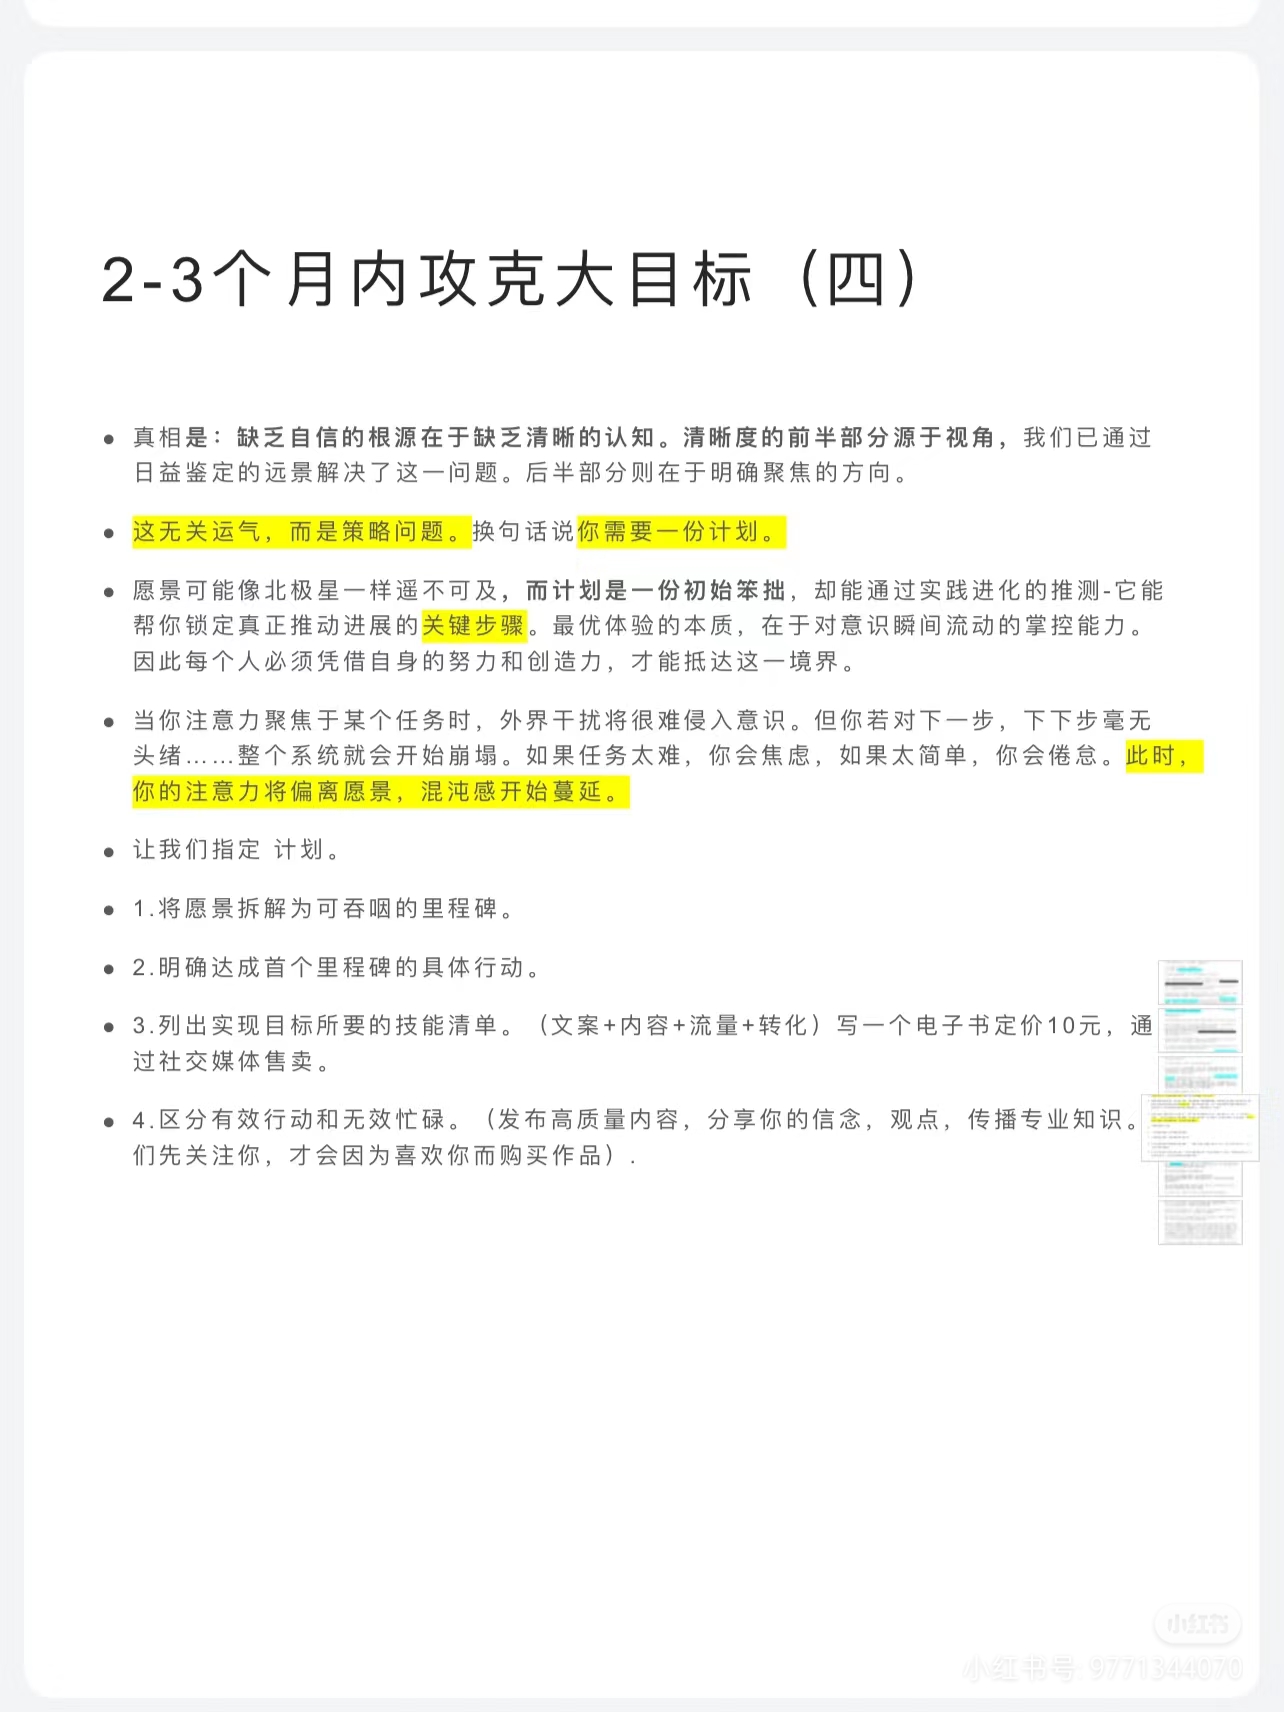 2-3个月内攻克大目标（四）
真相是：缺乏自信的根源在于缺乏清晰的认知。清晰度的前半部分源于视角，我们已通过
日益鉴定的远景解决了这一问题。后半部分则在于明确聚焦的方向。
这无关运气，而是策略问题。换句话说你需要一份计划。
愿景可能像北极星一样遥不可及，而计划是一份初始笨拙，却能通过实践进化的推测-它能
帮你锁定真正推动进展的关键步骤。最优体验的本质，在于对意识瞬间流动的掌控能力。
因此每个人必须凭借自身的努力和创造力，才能抵达这一境界。
当你注意力聚焦于某个任务时，外界干扰将很难侵入意识。但你若对下一步，下下步毫无
头绪……整个系统就会开始崩塌。如果任务太难，你会焦虑，如果太简单，你会倦怠。此时，
你的注意力将偏离愿景，混沌感开始蔓延。
让我们指定 计划。
1.将愿景拆解为可吞咽的里程碑。
2.明确达成首个里程碑的具体行动。
3.列出实现目标所要的技能清单。（文案+内容+流量+转化）写一个电子书定价10元，通
过社交媒体售卖。
4.区分有效行动和无效忙碌。（发布高质量内容，分享你的信念，观点，传播专业知识。
们先关注你，才会因为喜欢你而购买作品）.
小红书
小红书号: 9771344070